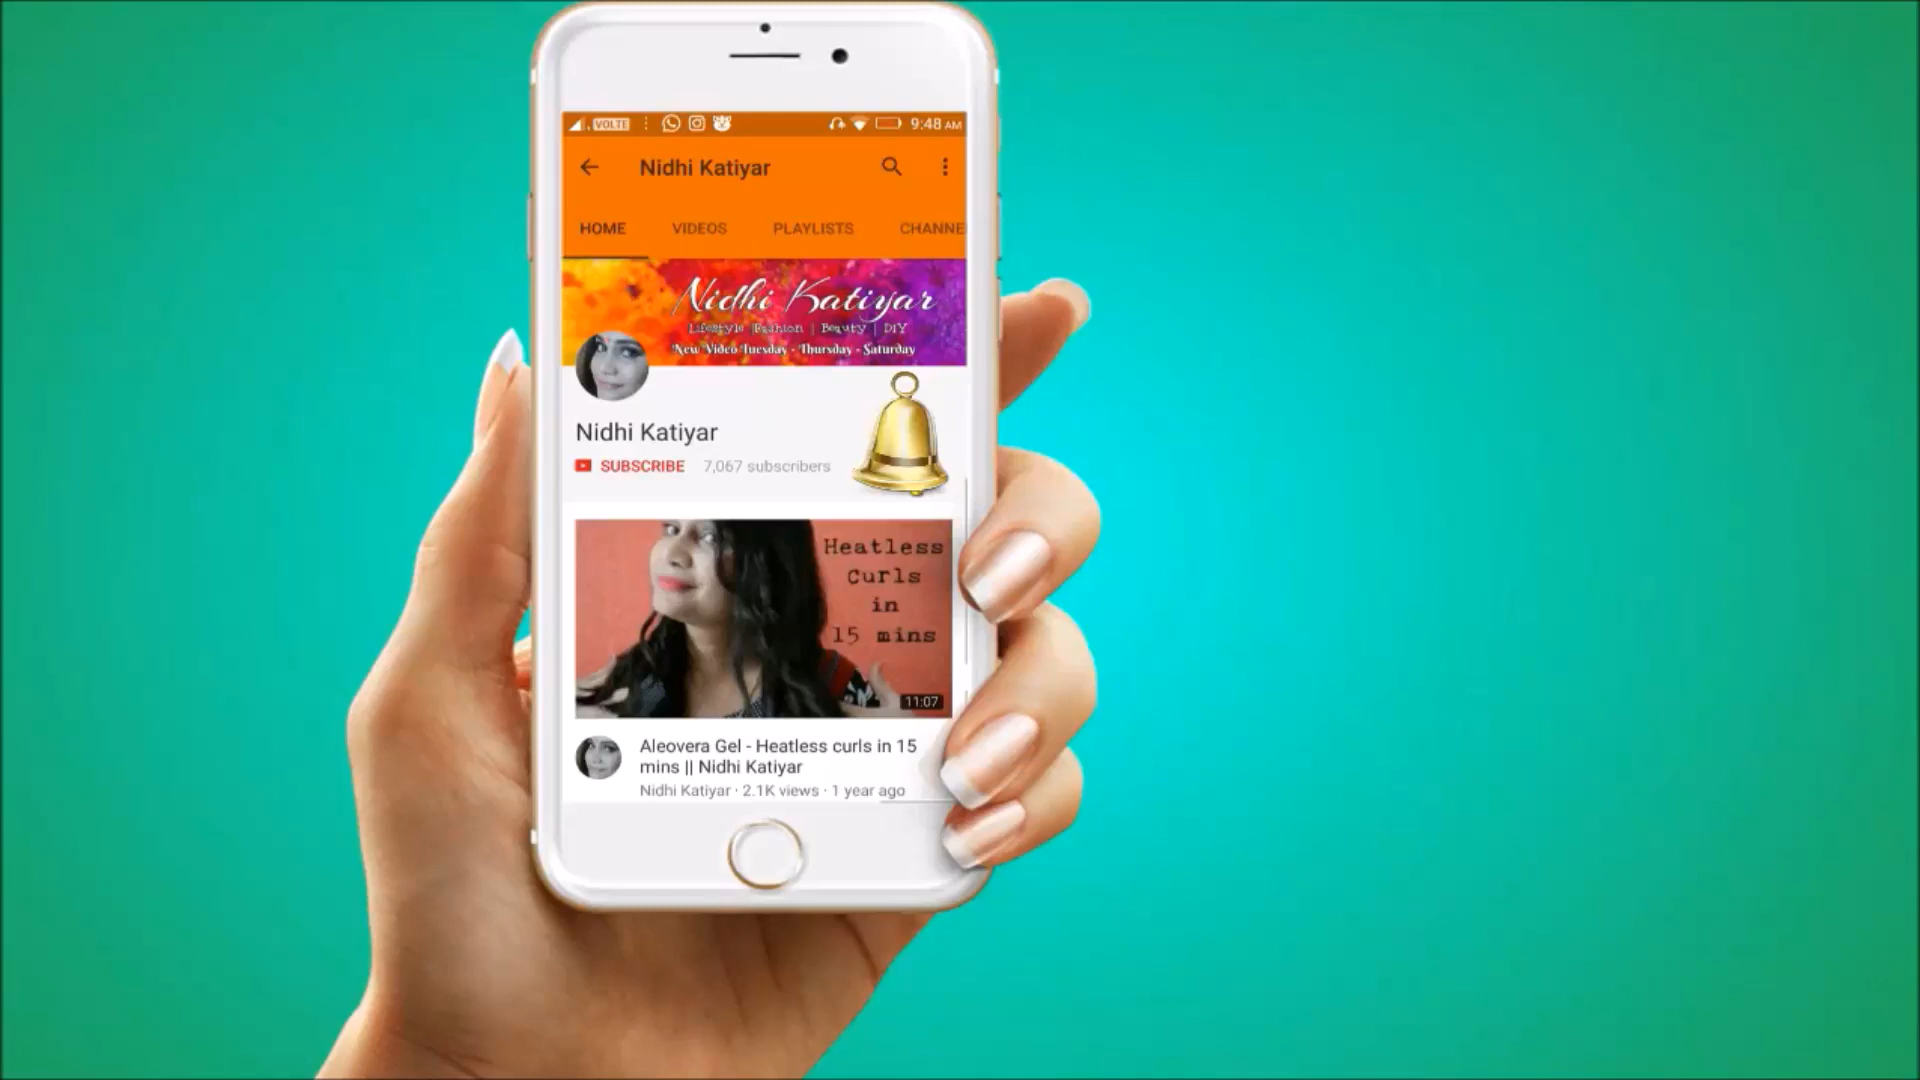 VOLTE 9:48 AM
Nidhi Katiyar
HOME VIDEOS PLAYLISTS CHANNE
Nidhi Katiyar
Lifestyle |Fashion | Beauty | DIY
New Video Tuesday - Thursday - Saturday
Nidhi Katiyar
SUBSCRIBE 7,067 subscribers
Heatless
Curls
in
15 mins
11:07
Aleovera Gel - Heatless curls in 15
mins || Nidhi Katiyar
Nidhi Katiyar · 2.1K views · 1 year ago